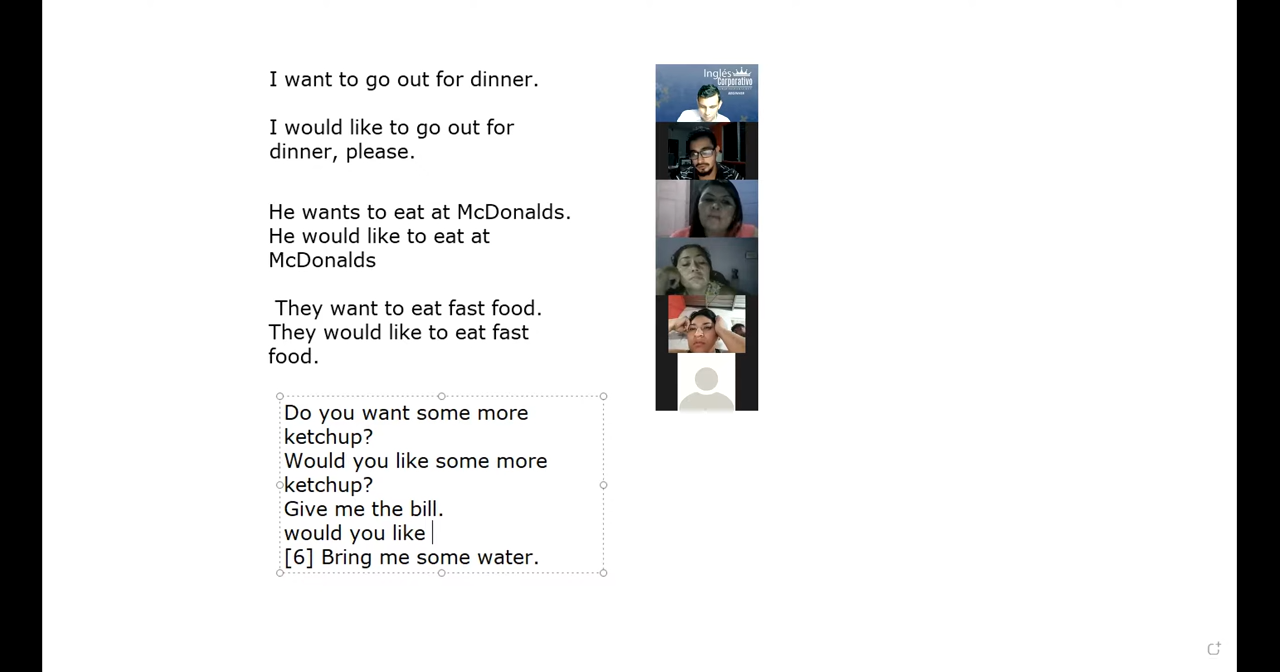 I want to go out for dinner.
I would like to go out for
dinner, please.
He wants to eat at McDonalds.
He would like to eat at
McDonalds
They want to eat fast food.
They would like to eat fast
food.
Do you want some more
ketchup?
Would you like some more
ketchup?
Give me the bill.
would you like
[6] Bring me some water.
Inglés
Corporativo